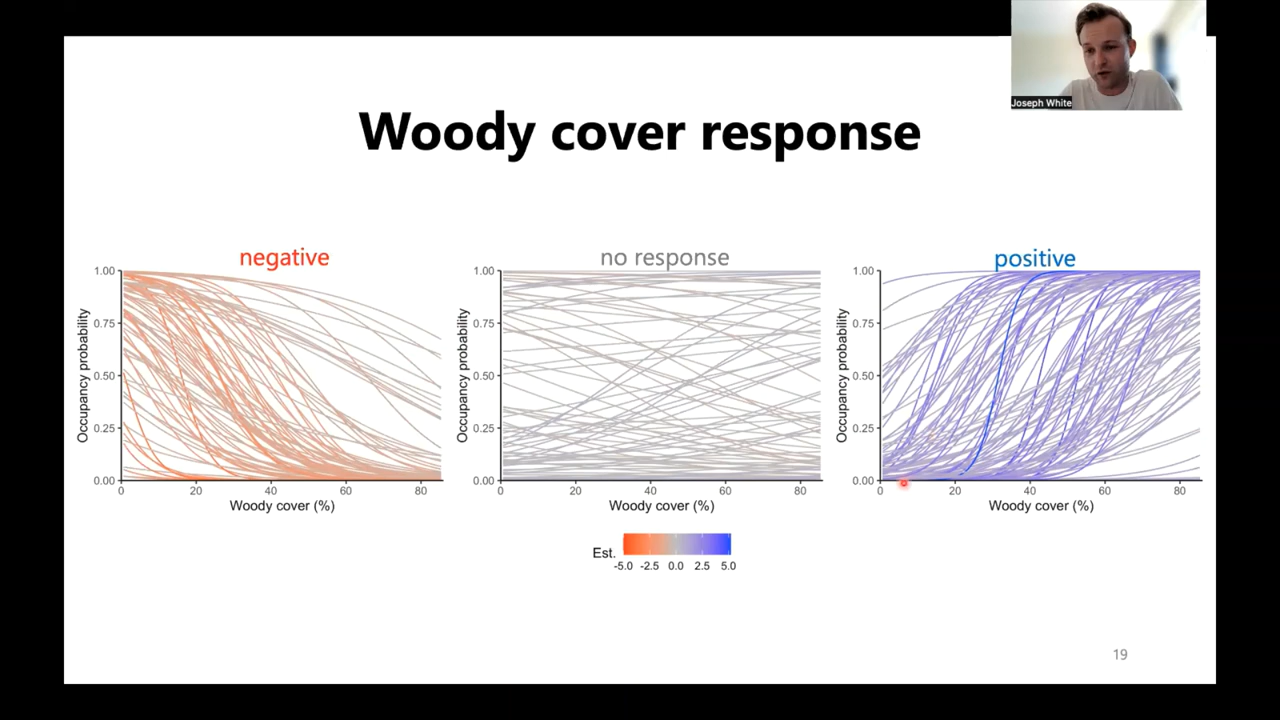 Joseph White
Woody cover response
negative
no response
positive
1.00
0.75
0.50
0.25
0.00
Occupancy probability
0
20
40
60
80
Woody cover (%)
1.00
0.75
0.50
0.25
0.00
Occupancy probability
0
20
40
60
80
Woody cover (%)
1.00
0.75
0.50
0.25
0.00
Occupancy probability
0
20
40
60
80
Woody cover (%)
Est.
-5.0 -2.5 0.0 2.5 5.0
19